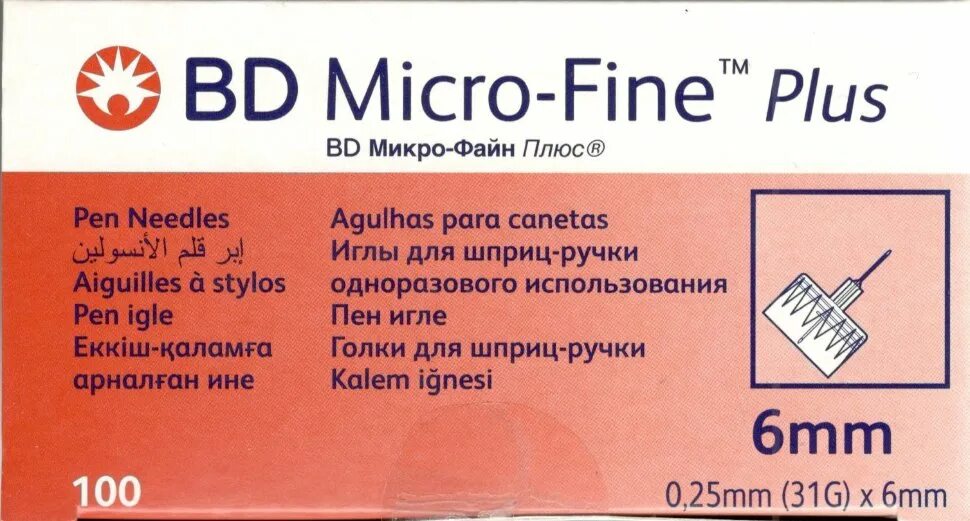 BD Micro-Fine™ Plus
BD Микро-Файн Плюс®
Pen Needles
إبر قلم الأنسولين
Aiguilles à stylos
Pen igle
Еккіш-қаламға
арналған ине
Agulhas para canetas
Иглы для шприц-ручки
одноразового использования
Пен игле
Голки для шприц-ручки
Kalem iğnesi
6mm
100
0,25mm (31G) x 6mm